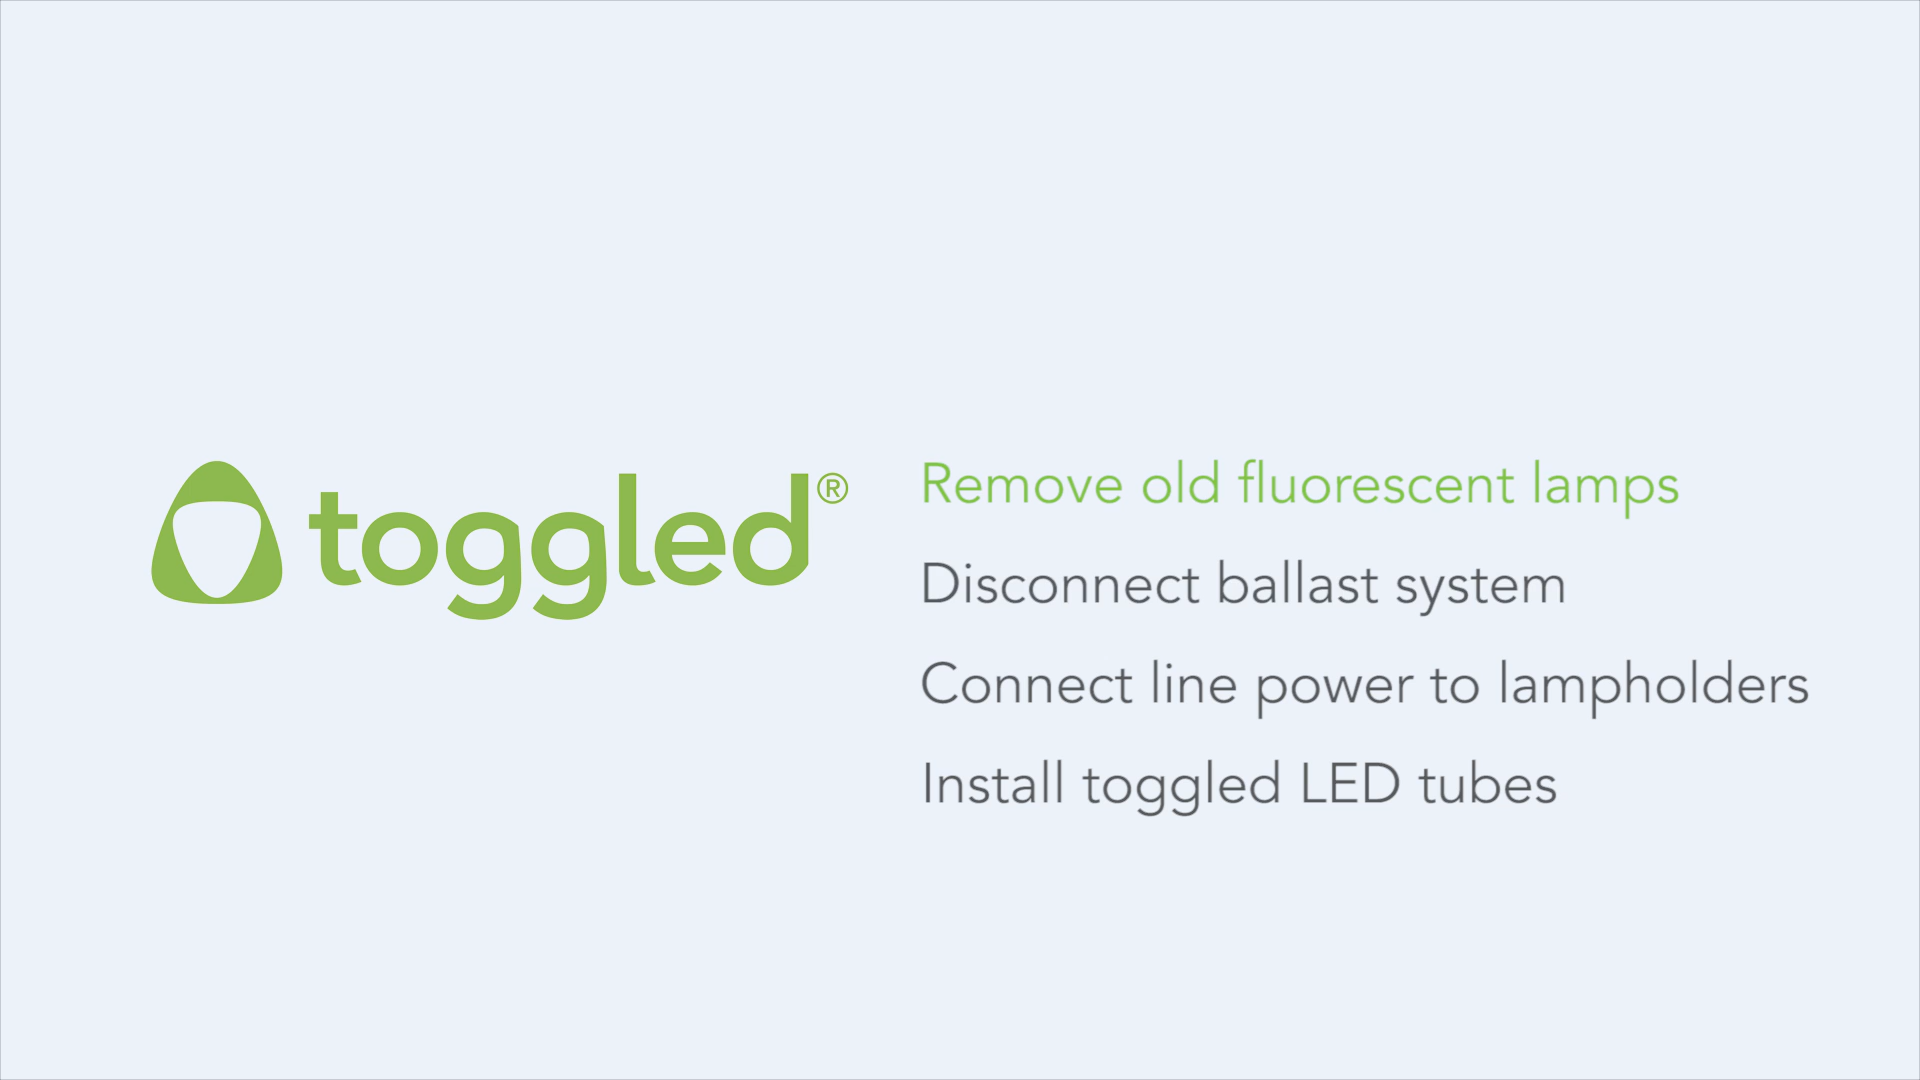 toggled®
Remove old fluorescent lamps
Disconnect ballast system
Connect line power to lampholders
Install toggled LED tubes